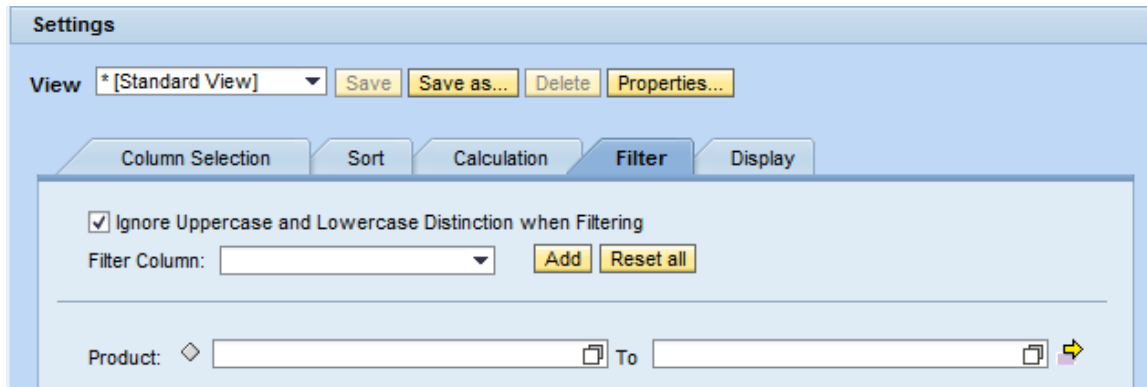 Settings
View * [Standard View] Save Save as... Delete Properties...
Column Selection Sort Calculation Filter Display
Ignore Uppercase and Lowercase Distinction when Filtering
Filter Column: Add Reset all
Product: To